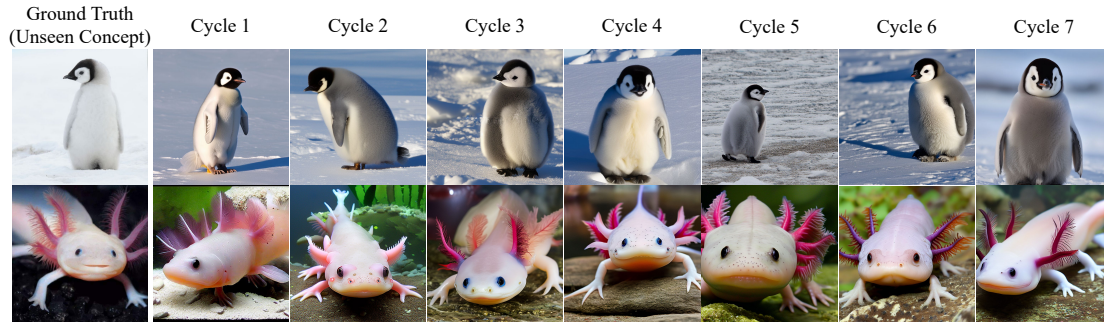 Ground Truth
(Unseen Concept)
Cycle 1
Cycle 2
Cycle 3
Cycle 4
Cycle 5
Cycle 6
Cycle 7